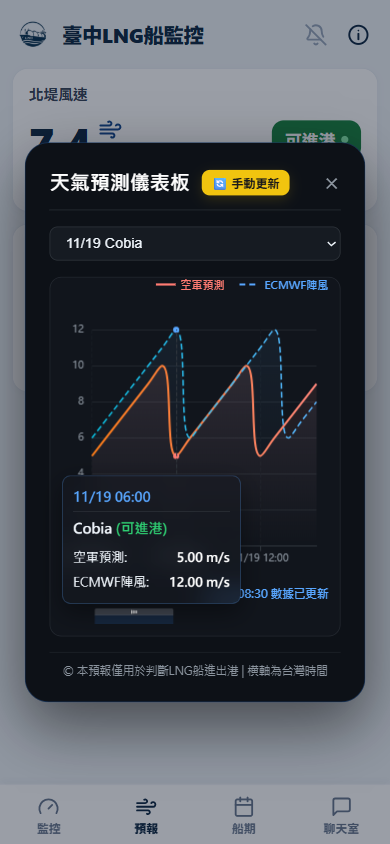 臺中LNG船監控
北堤風速
7.4
可進港
天氣預測儀表板
手動更新
11/19 Cobia
空軍預測
ECMWF陣風
12
10
8
6
4
11/19 06:00
Cobia (可進港)
空軍預測: 5.00 m/s
ECMWF陣風: 12.00 m/s
1/19 12:00
08:30 數據已更新
© 本預報僅用於判斷LNG船進出港 | 橫軸為台灣時間
監控
預報
船期
聊天室